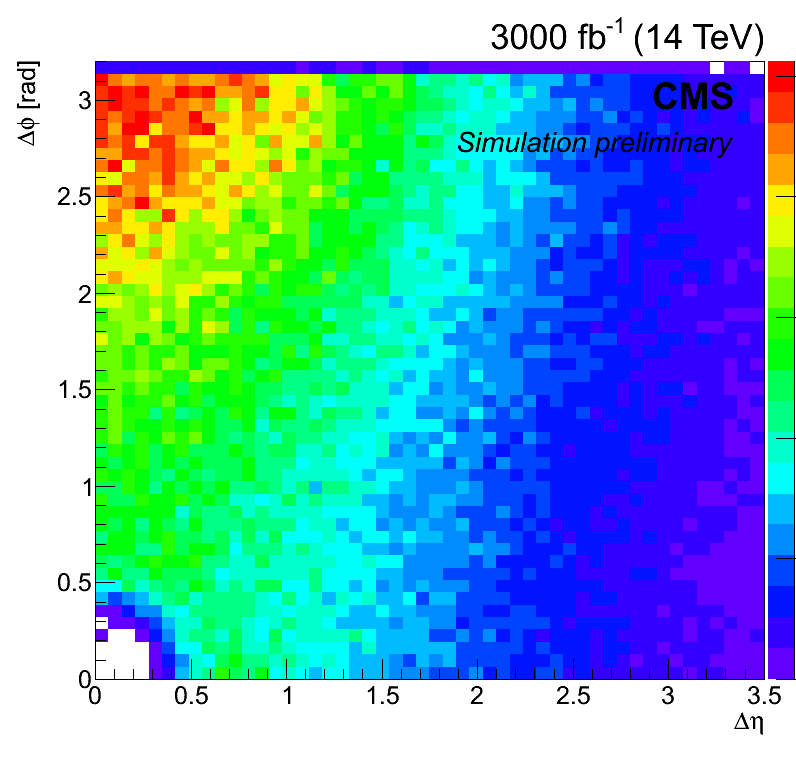 3000 fb-1 (14 TeV)
Δϕ [rad]
CMS
Simulation preliminary
3
2.5
2
1.5
1
0.5
0
0 0.5 1 1.5 2 2.5 3 3.5
Δη